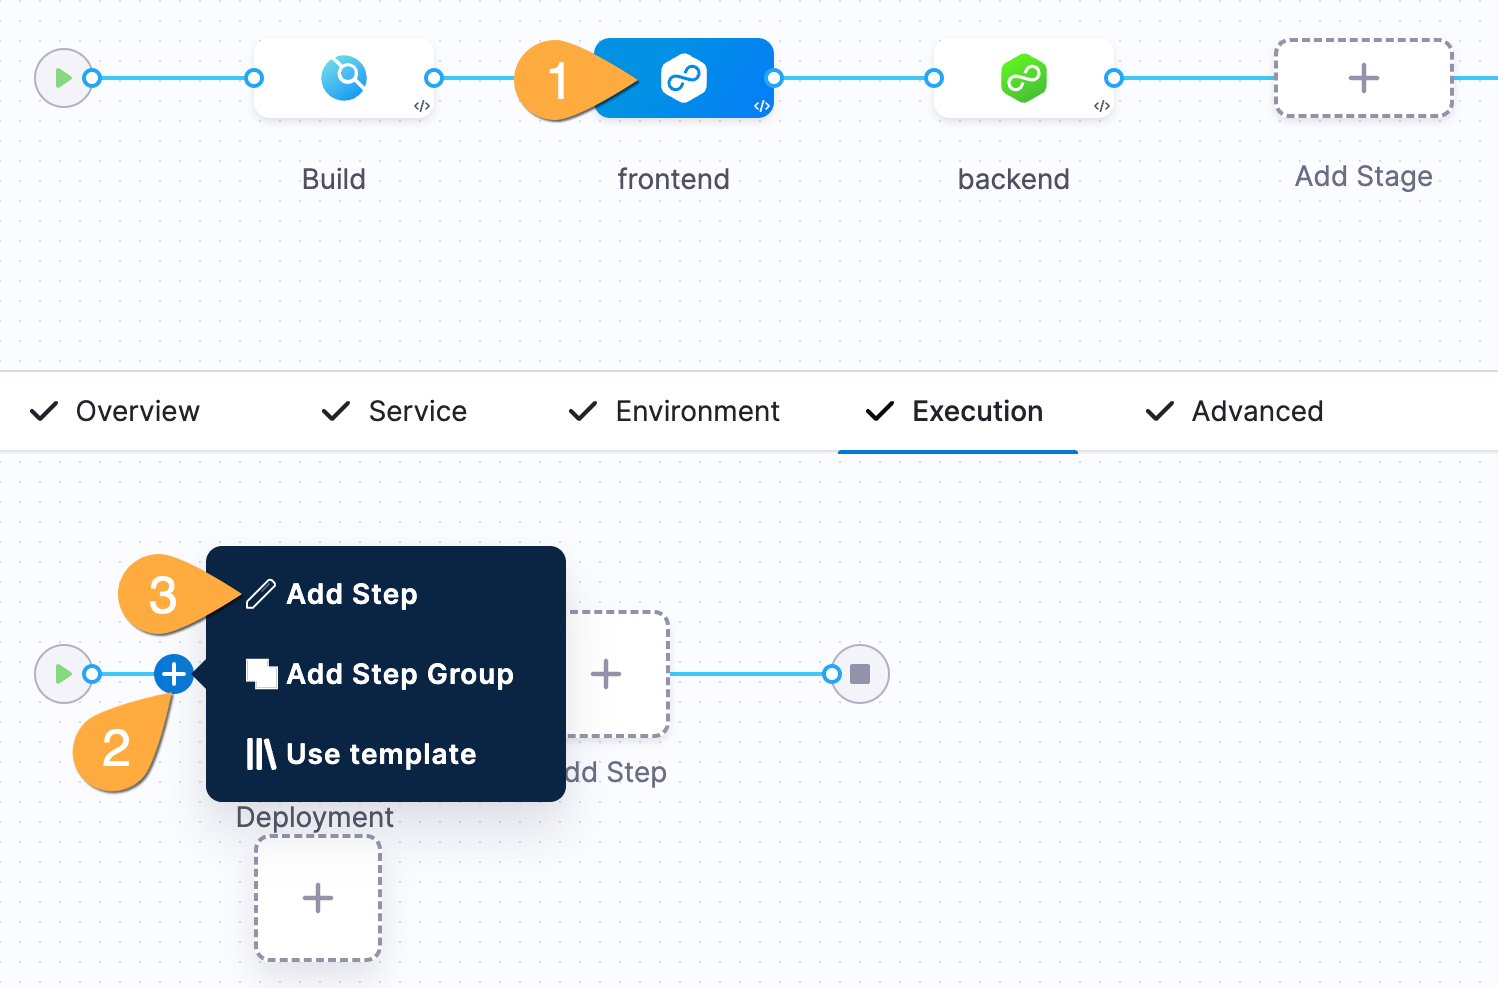 1
</>
</>
</>
Build
frontend
backend
Add Stage
Overview
Service
Environment
Execution
Advanced
3
Add Step
Add Step Group
2
Use template
dd Step
Deployment